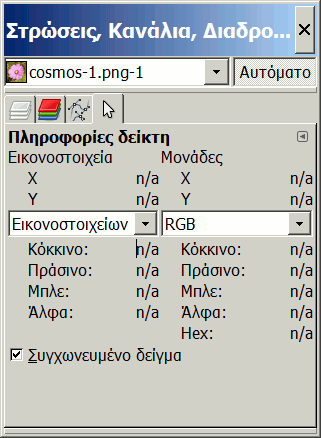 Στρώσεις, Κανάλια, Διαδρο...
cosmos-1.png-1 Αυτόματο
Πληροφορίες δείκτη
Εικονοστοιχεία Μονάδες
X n/a X n/a
Y n/a Y n/a
Εικονοστοιχείων RGB
Κόκκινο: n/a Κόκκινο: n/a
Πράσινο: n/a Πράσινο: n/a
Μπλε: n/a Μπλε: n/a
Άλφα: n/a Άλφα: n/a
Hex: n/a
Συγχωνευμένο δείγμα